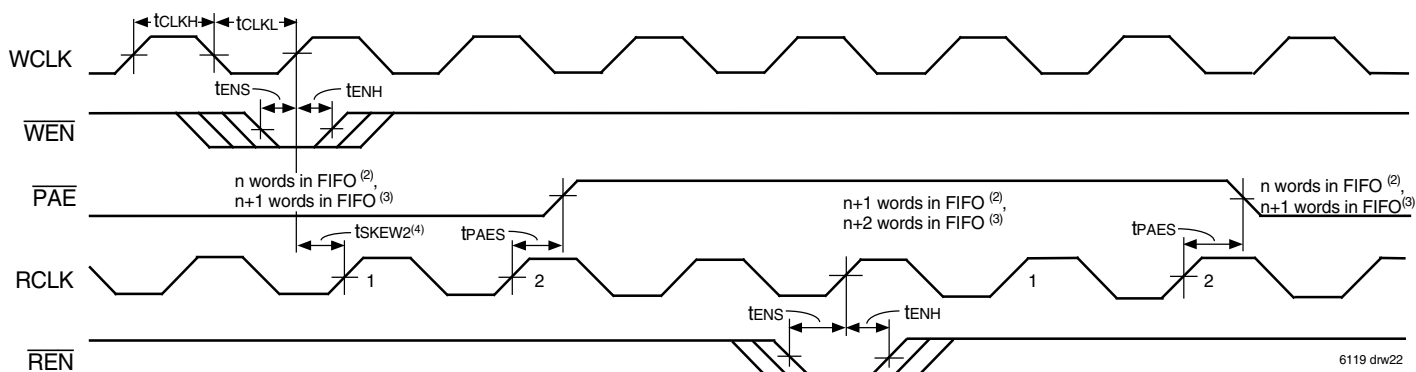 tCLKH tCLKL
WCLK
tENS tENH
WEN
PAE
n words in FIFO (2),
n+1 words in FIFO (3)
n+1 words in FIFO (2),
n+2 words in FIFO (3)
n words in FIFO (2),
n+1 words in FIFO(3)
tSKEW2(4) tPAES tPAES
RCLK 1 2 1 2
tENS tENH
REN
6119 drw22